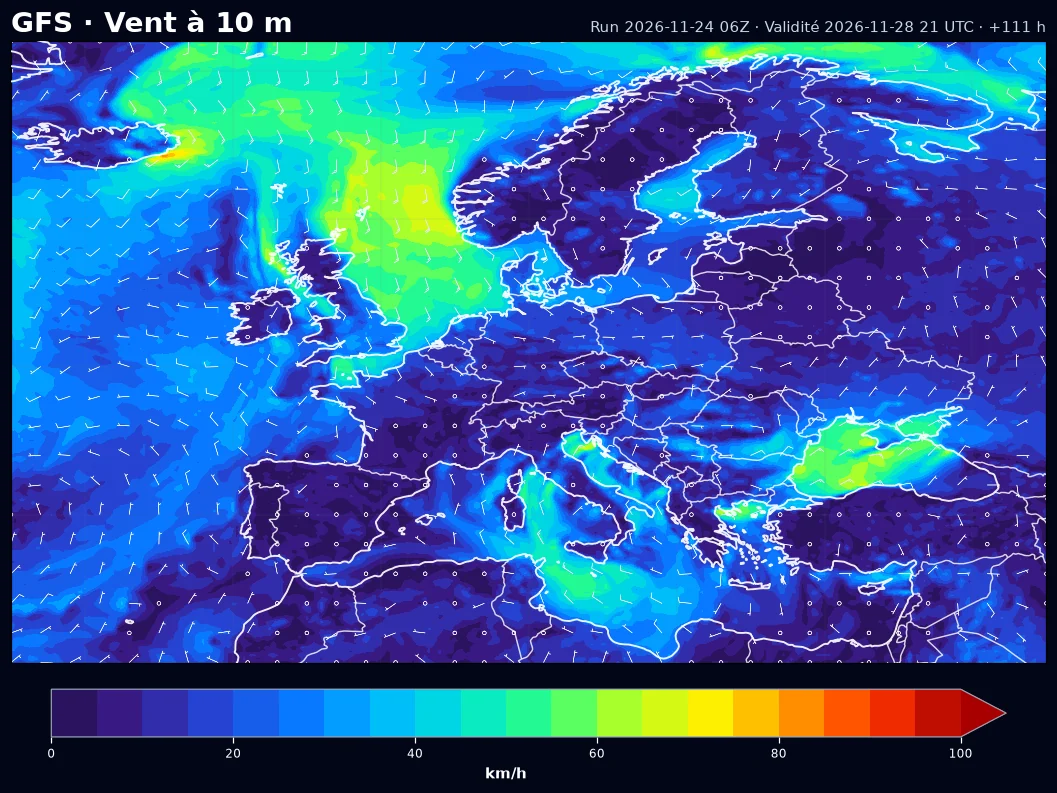 GFS · Vent à 10 m
Run 2026-11-24 06Z · Validité 2026-11-28 21 UTC · +111 h
0 20 40 60 80 100
km/h